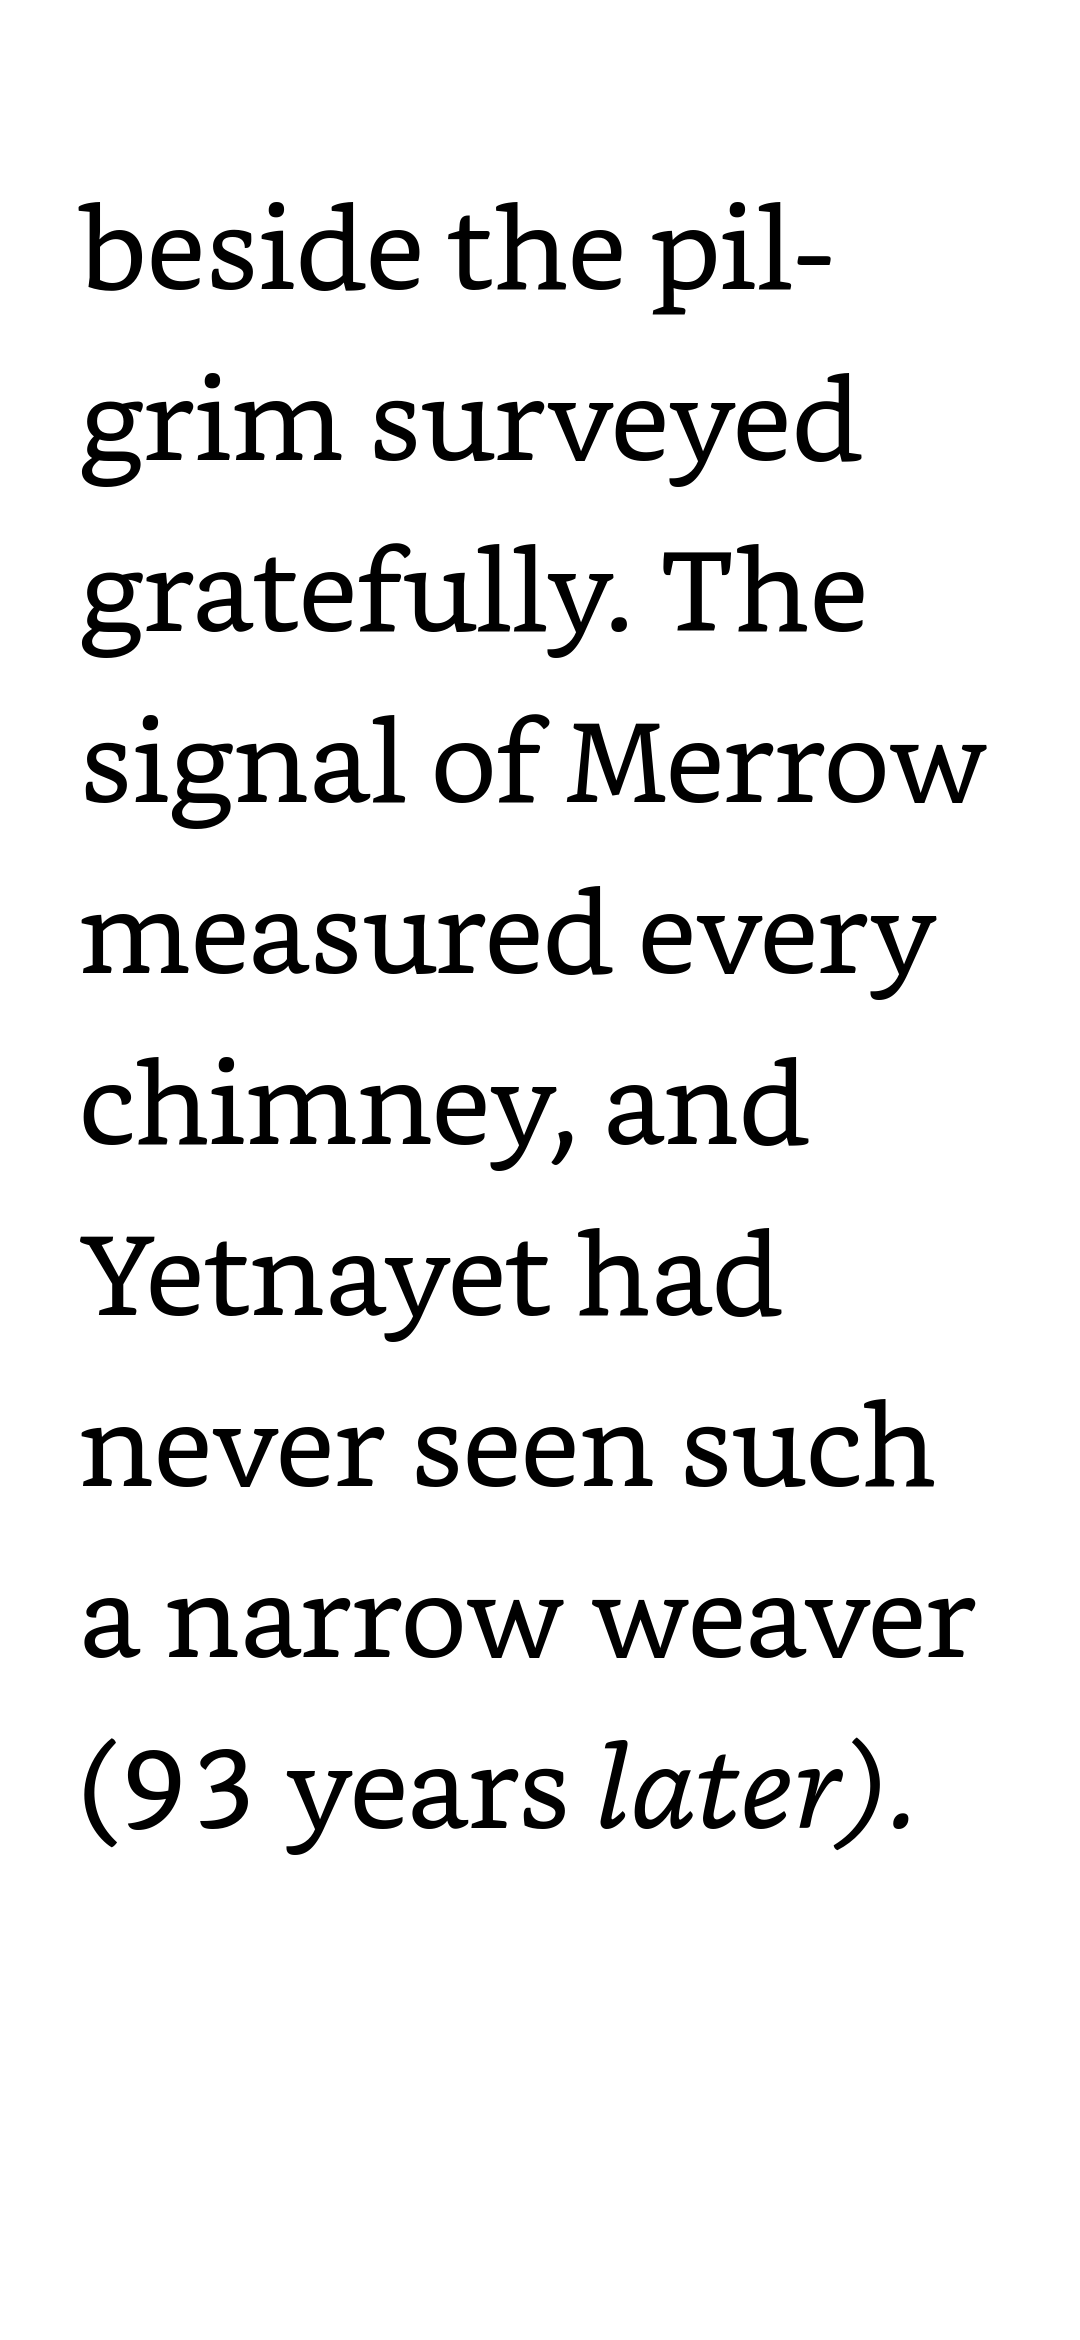 beside the pil-
grim surveyed
gratefully. The
signal of Merrow
measured every
chimney, and
Yetnayet had
never seen such
a narrow weaver
(93 years later).